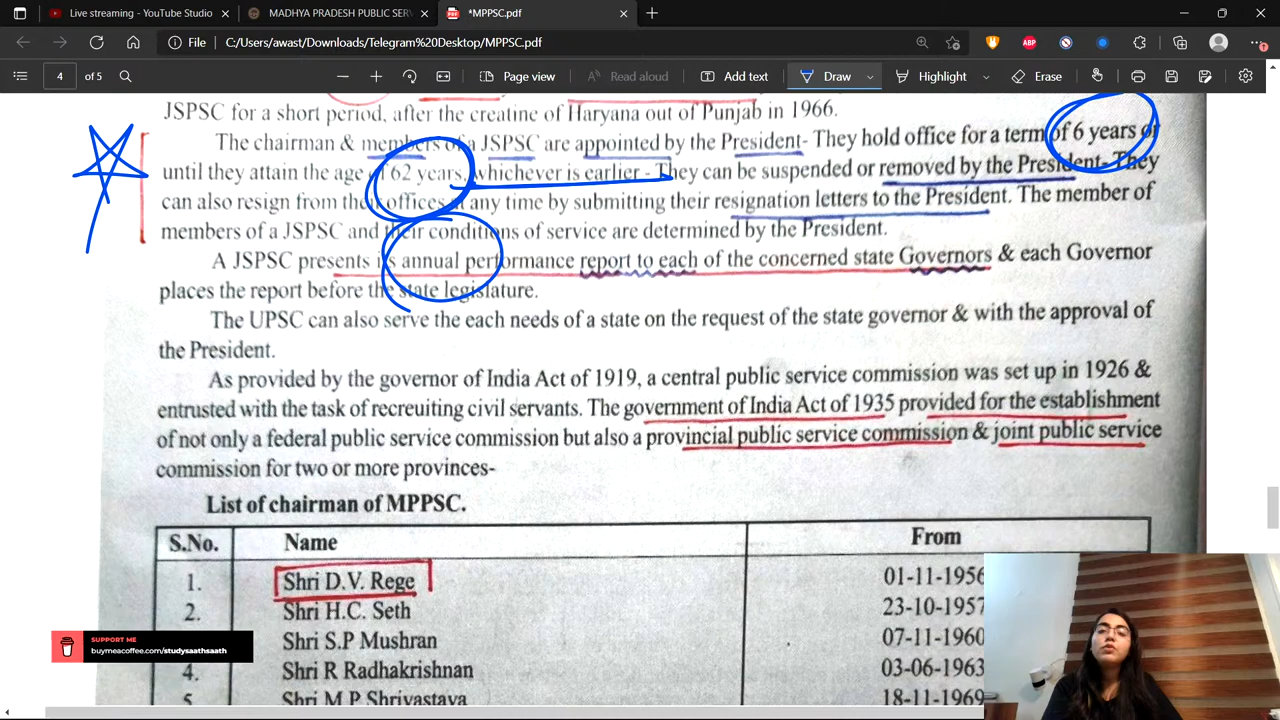 Live streaming - YouTube Studio
MADHYA PRADESH PUBLIC SER
*MPPSC.pdf
File
C:/Users/awast/Downloads/Telegram%20Desktop/MPPSC.pdf
ABP
4
of 5
Page view
Read aloud
Add text
Draw
Highlight
Erase
JSPSC for a short period, after the creatine of Haryana out of Punjab in 1966.
The chairman & members of a JSPSC are appointed by the President- They hold office for a term of 6 years or
until they attain the age of 62 years, whichever is earlier - They can be suspended or removed by the President- They
can also resign from their offices at any time by submitting their resignation letters to the President. The member of
members of a JSPSC and their conditions of service are determined by the President.
A JSPSC presents its annual performance report to each of the concerned state Governors & each Governor
places the report before the state legislature.
The UPSC can also serve the each needs of a state on the request of the state governor & with the approval of
the President.
As provided by the governor of India Act of 1919, a central public service commission was set up in 1926 &
entrusted with the task of recreuiting civil servants. The government of India Act of 1935 provided for the establishment
of not only a federal public service commission but also a provincial public service commission & joint public service
commission for two or more provinces-
List of chairman of MPPSC.
S.No. Name From
1. Shri D.V. Rege 01-11-1956
2. Shri H.C. Seth 23-10-1957
Shri S.P Mushran 07-11-1960
4. Shri R Radhakrishnan 03-06-1963
5 Shri M P Shrivastava 18-11-1969
SUPPORT ME
buymeacoffee.com/studysaathsaath